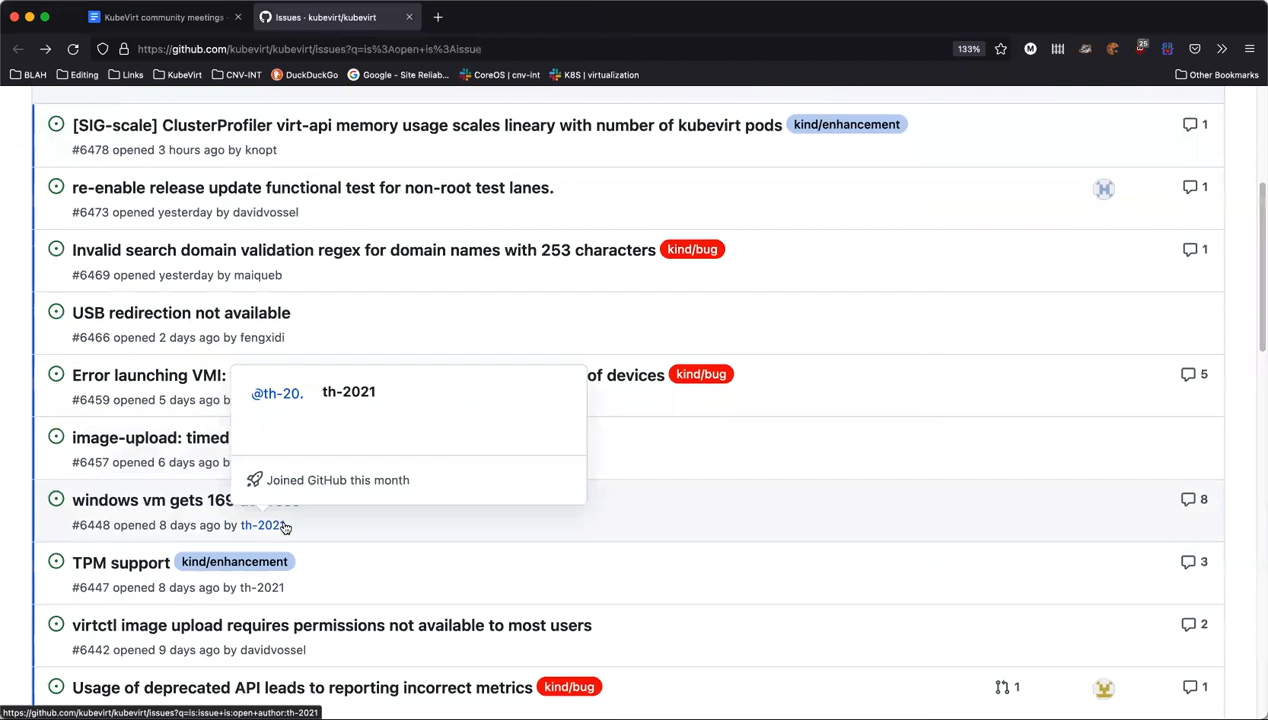 KubeVirt community meetings
Issues · kubevirt/kubevirt
https://github.com/kubevirt/kubevirt/issues?q=is%3Aopen+is%3Aissue
133%
M
25
BLAH
Editing
Links
KubeVirt
CNV-INT
DuckDuckGo
Google - Site Reliab...
CoreOS | cnv-int
K8S | virtualization
Other Bookmarks
[SIG-scale] ClusterProfiler virt-api memory usage scales lineary with number of kubevirt pods kind/enhancement 1
#6478 opened 3 hours ago by knopt
re-enable release update functional test for non-root test lanes. 1
#6473 opened yesterday by davidvossel
Invalid search domain validation regex for domain names with 253 characters kind/bug 1
#6469 opened yesterday by maiqueb
USB redirection not available
#6466 opened 2 days ago by fengxidi
Error launching VMI: of devices kind/bug 5
#6459 opened 5 days ago b
@th-20. th-2021
image-upload: timed
#6457 opened 6 days ago b
Joined GitHub this month
windows vm gets 169 8
#6448 opened 8 days ago by th-2021
TPM support kind/enhancement 3
#6447 opened 8 days ago by th-2021
virtctl image upload requires permissions not available to most users 2
#6442 opened 9 days ago by davidvossel
Usage of deprecated API leads to reporting incorrect metrics kind/bug 1 1
https://github.com/kubevirt/kubevirt/issues?q=is:issue+is:open+author:th-2021